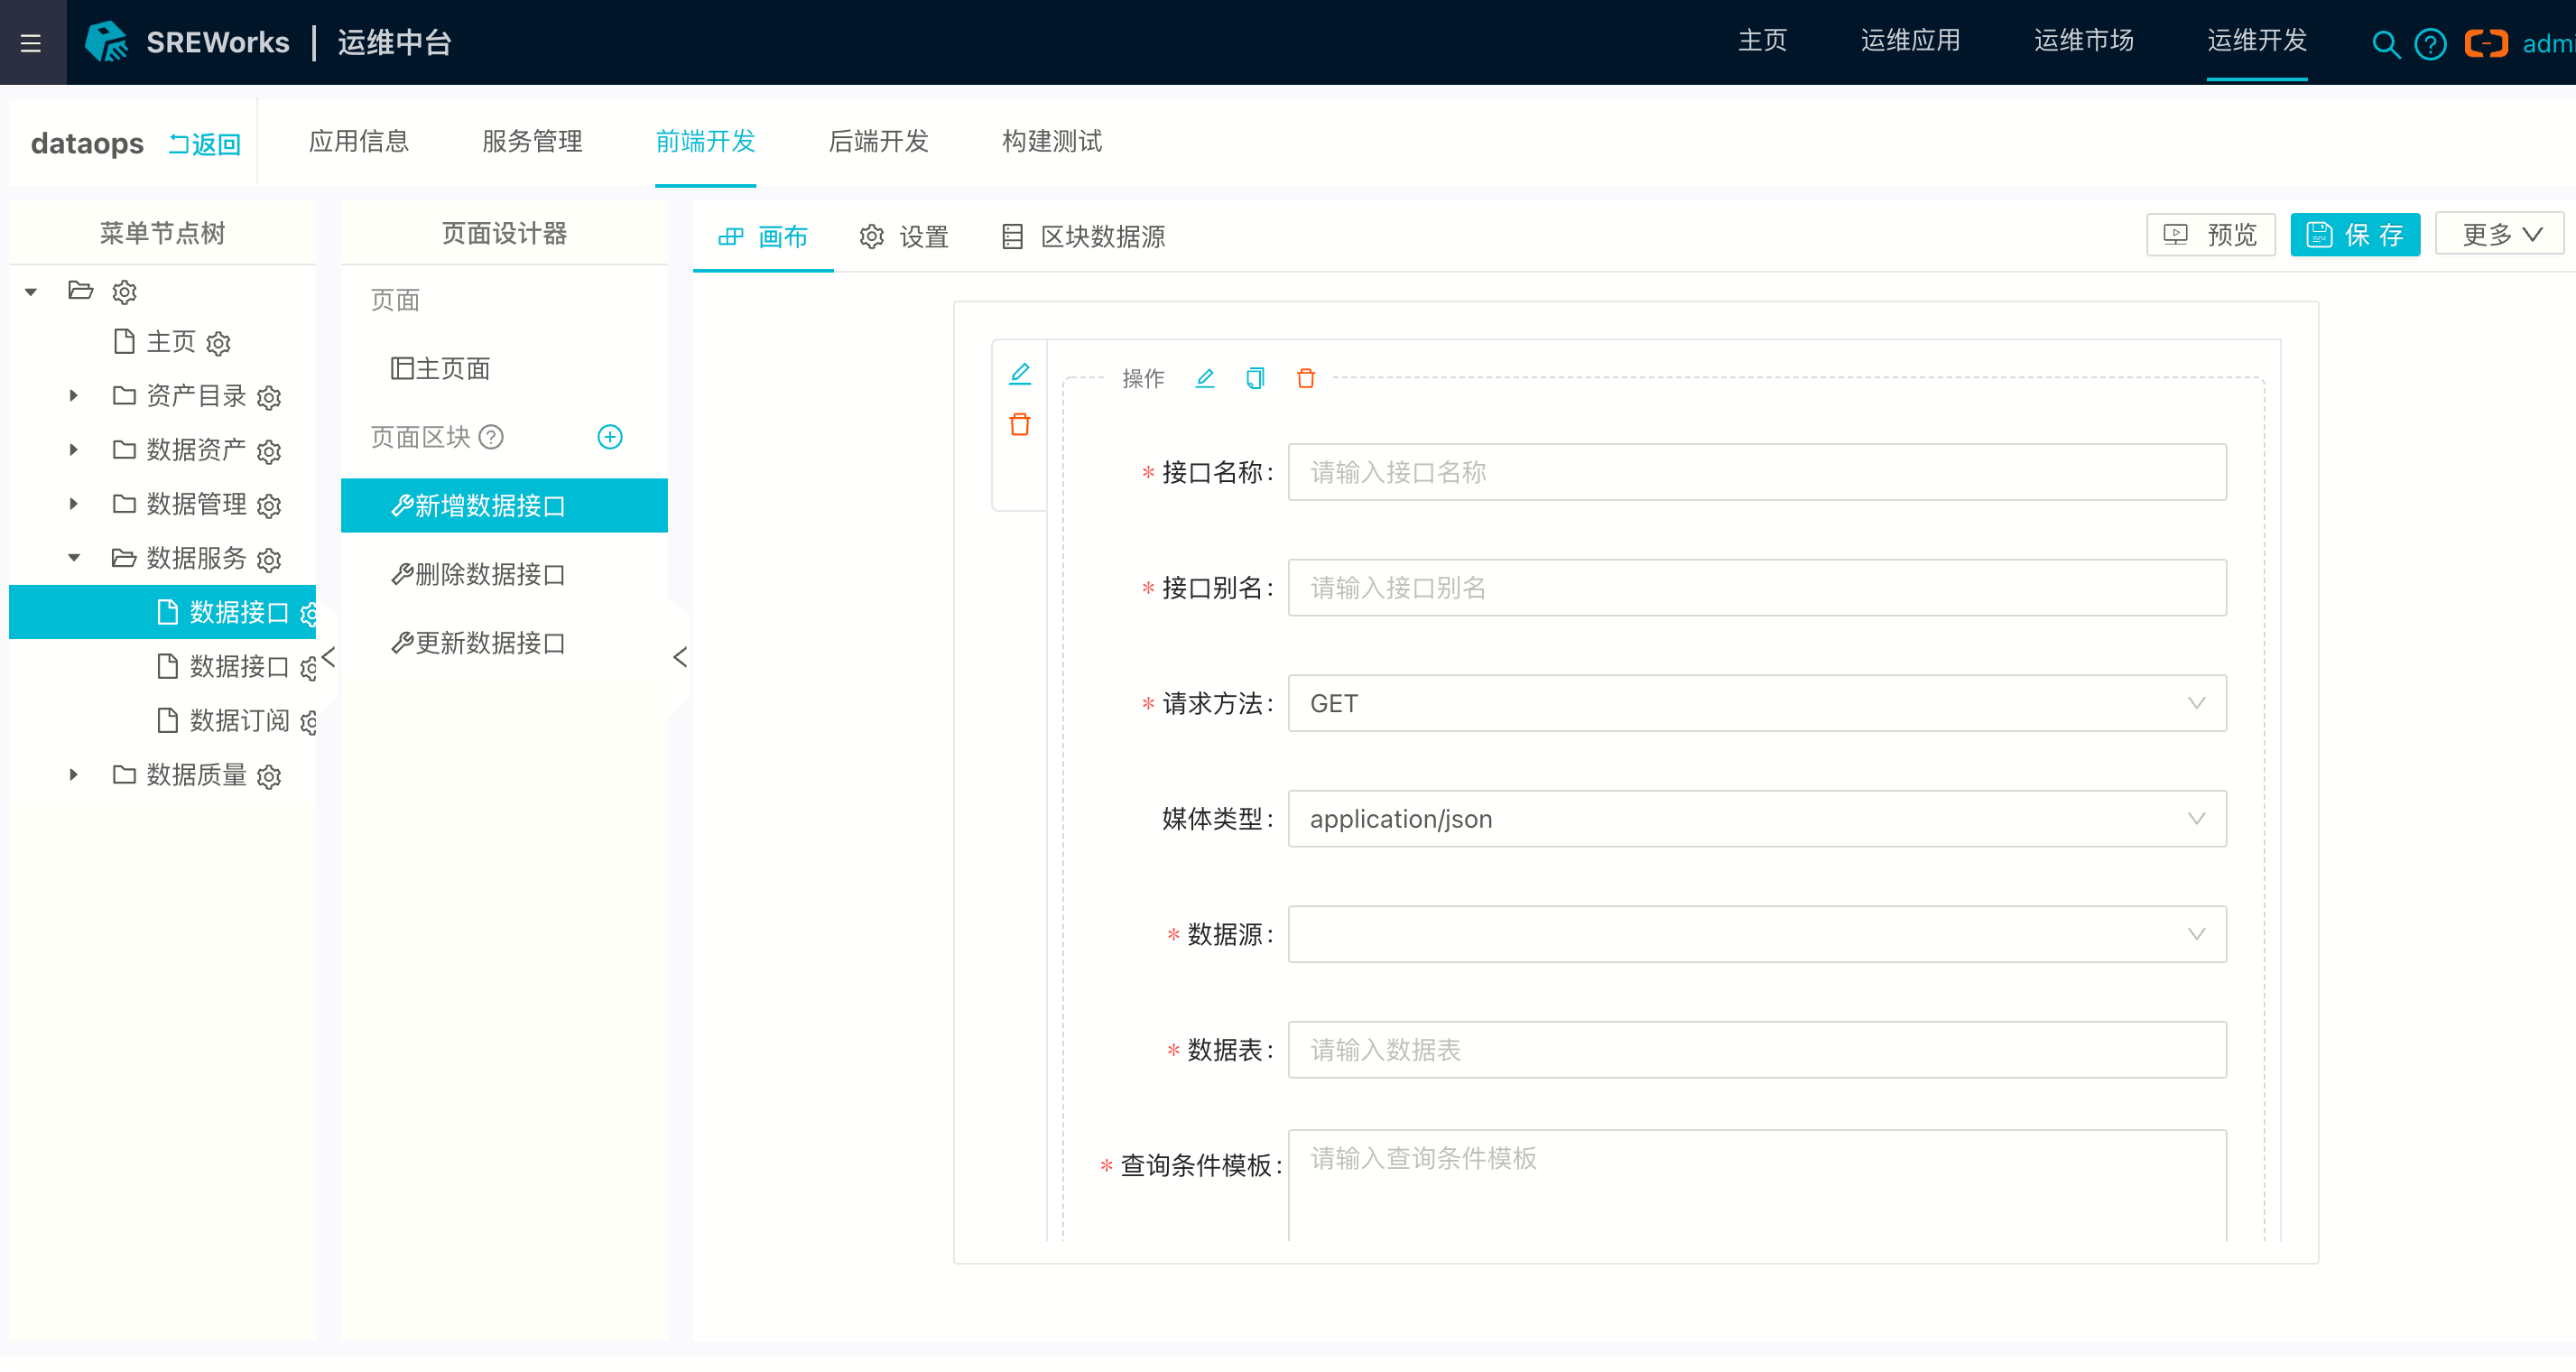 SREWorks | 运维中台
主页
运维应用
运维市场
运维开发
dataops
返回
应用信息
服务管理
前端开发
后端开发
构建测试
菜单节点树
主页
资产目录
数据资产
数据管理
数据服务
数据接口
数据接口
数据订阅
数据质量
页面设计器
页面
主页面
页面区块
新增数据接口
删除数据接口
更新数据接口
画布
设置
区块数据源
预览
保 存
更多
操作
* 接口名称: 请输入接口名称
* 接口别名: 请输入接口别名
* 请求方法: GET
媒体类型: application/json
* 数据源:
* 数据表: 请输入数据表
* 查询条件模板: 请输入查询条件模板